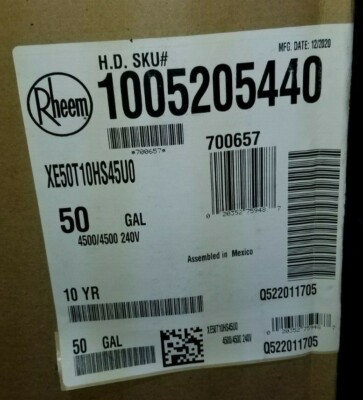 MFG. DATE: 12/2020
H.D. SKU#
Rheem
1005205440
*700657*
700657
XE50T10HS45U0
50 GAL
4500/4500 240V
Assembled in Mexico
10 YR
Q522011705
50 GAL
XE50T10HS45U0
4500/4500 240V
Q522011705